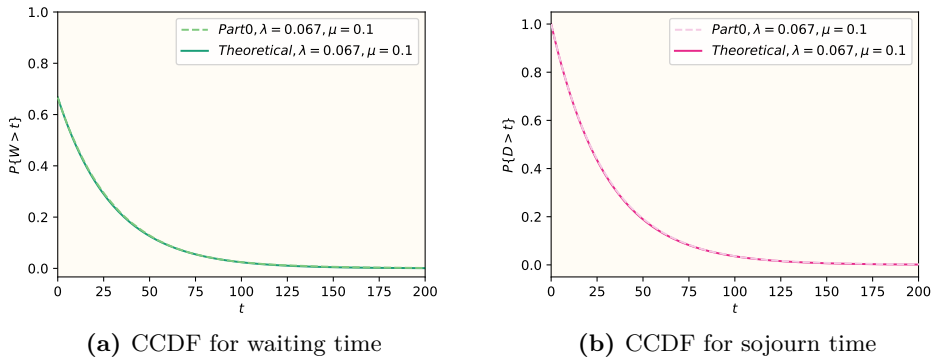 1.0
0.8
0.6
0.4
0.2
0.0
P{W > t}
Part0, λ = 0.067, μ = 0.1
Theoretical, λ = 0.067, μ = 0.1
0 25 50 75 100 125 150 175 200
t
(a) CCDF for waiting time
1.0
0.8
0.6
0.4
0.2
0.0
P{D > t}
Part0, λ = 0.067, μ = 0.1
Theoretical, λ = 0.067, μ = 0.1
0 25 50 75 100 125 150 175 200
t
(b) CCDF for sojourn time